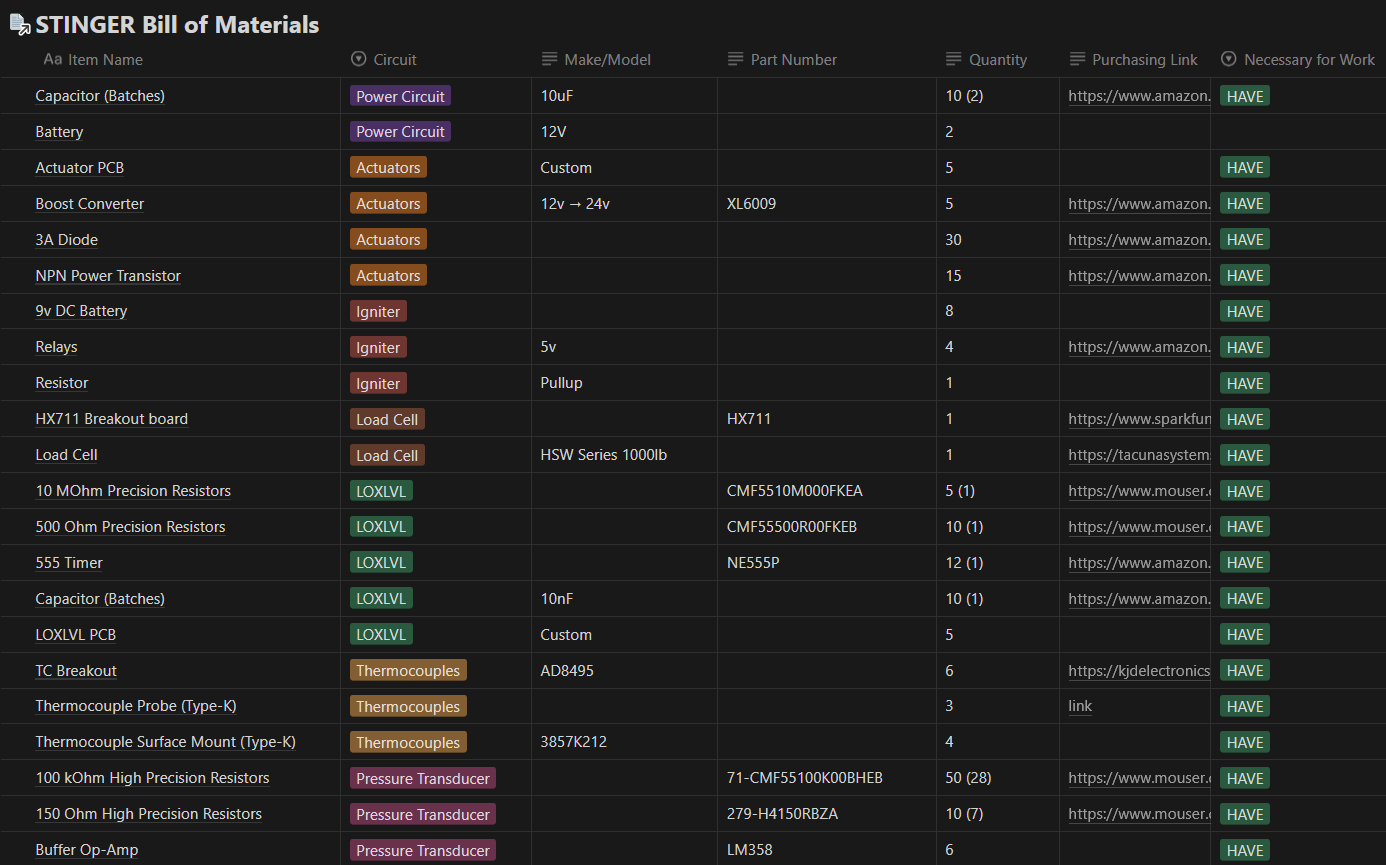 STINGER Bill of Materials
Aa Item Name Circuit Make/Model Part Number Quantity Purchasing Link Necessary for Work
Capacitor (Batches) Power Circuit 10uF 10 (2) https://www.amazon. HAVE
Battery Power Circuit 12V 2
Actuator PCB Actuators Custom 5 HAVE
Boost Converter Actuators 12v → 24v XL6009 5 https://www.amazon. HAVE
3A Diode Actuators 30 https://www.amazon. HAVE
NPN Power Transistor Actuators 15 https://www.amazon. HAVE
9v DC Battery Igniter 8 HAVE
Relays Igniter 5v 4 https://www.amazon. HAVE
Resistor Igniter Pullup 1 HAVE
HX711 Breakout board Load Cell HX711 1 https://www.sparkfun HAVE
Load Cell Load Cell HSW Series 1000lb 1 https://tacunasystem HAVE
10 MOhm Precision Resistors LOXLVL CMF5510M000FKEA 5 (1) https://www.mouser. HAVE
500 Ohm Precision Resistors LOXLVL CMF55500R00FKEB 10 (1) https://www.mouser. HAVE
555 Timer LOXLVL NE555P 12 (1) https://www.amazon. HAVE
Capacitor (Batches) LOXLVL 10nF 10 (1) https://www.amazon. HAVE
LOXLVL PCB LOXLVL Custom 5 HAVE
TC Breakout Thermocouples AD8495 6 https://kjdelectronics HAVE
Thermocouple Probe (Type-K) Thermocouples 3 link HAVE
Thermocouple Surface Mount (Type-K) Thermocouples 3857K212 4 HAVE
100 kOhm High Precision Resistors Pressure Transducer 71-CMF55100K00BHEB 50 (28) https://www.mouser. HAVE
150 Ohm High Precision Resistors Pressure Transducer 279-H4150RBZA 10 (7) https://www.mouser. HAVE
Buffer Op-Amp Pressure Transducer LM358 6 HAVE